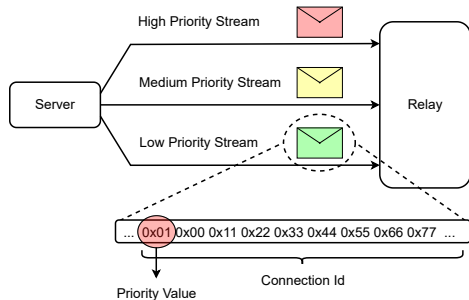 High Priority Stream
Server
Medium Priority Stream
Relay
Low Priority Stream
... 0x01 0x00 0x11 0x22 0x33 0x44 0x55 0x66 0x77 ...
Connection Id
Priority Value